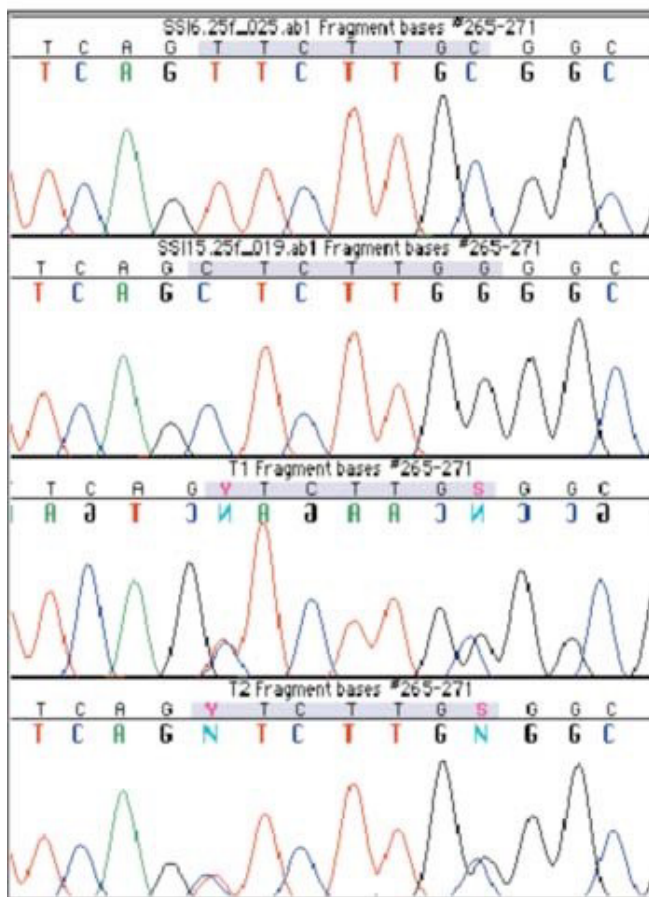 SSI6.25f_025.ab1 Fragment bases #265-271
T C A G T T C T T G C G G C
T C A G T T C T T G C G G C
SSI15.25f_019.ab1 Fragment bases #265-271
T C A G C T C T T G G G G C
T C A G C T C T T G G G G C
T1 Fragment bases #265-271
T C A G Y T C T T G S G G C
A G T C N A G A A C N C C G
T2 Fragment bases #265-271
T C A G Y T C T T G S G G C
T C A G N T C T T G N G G C